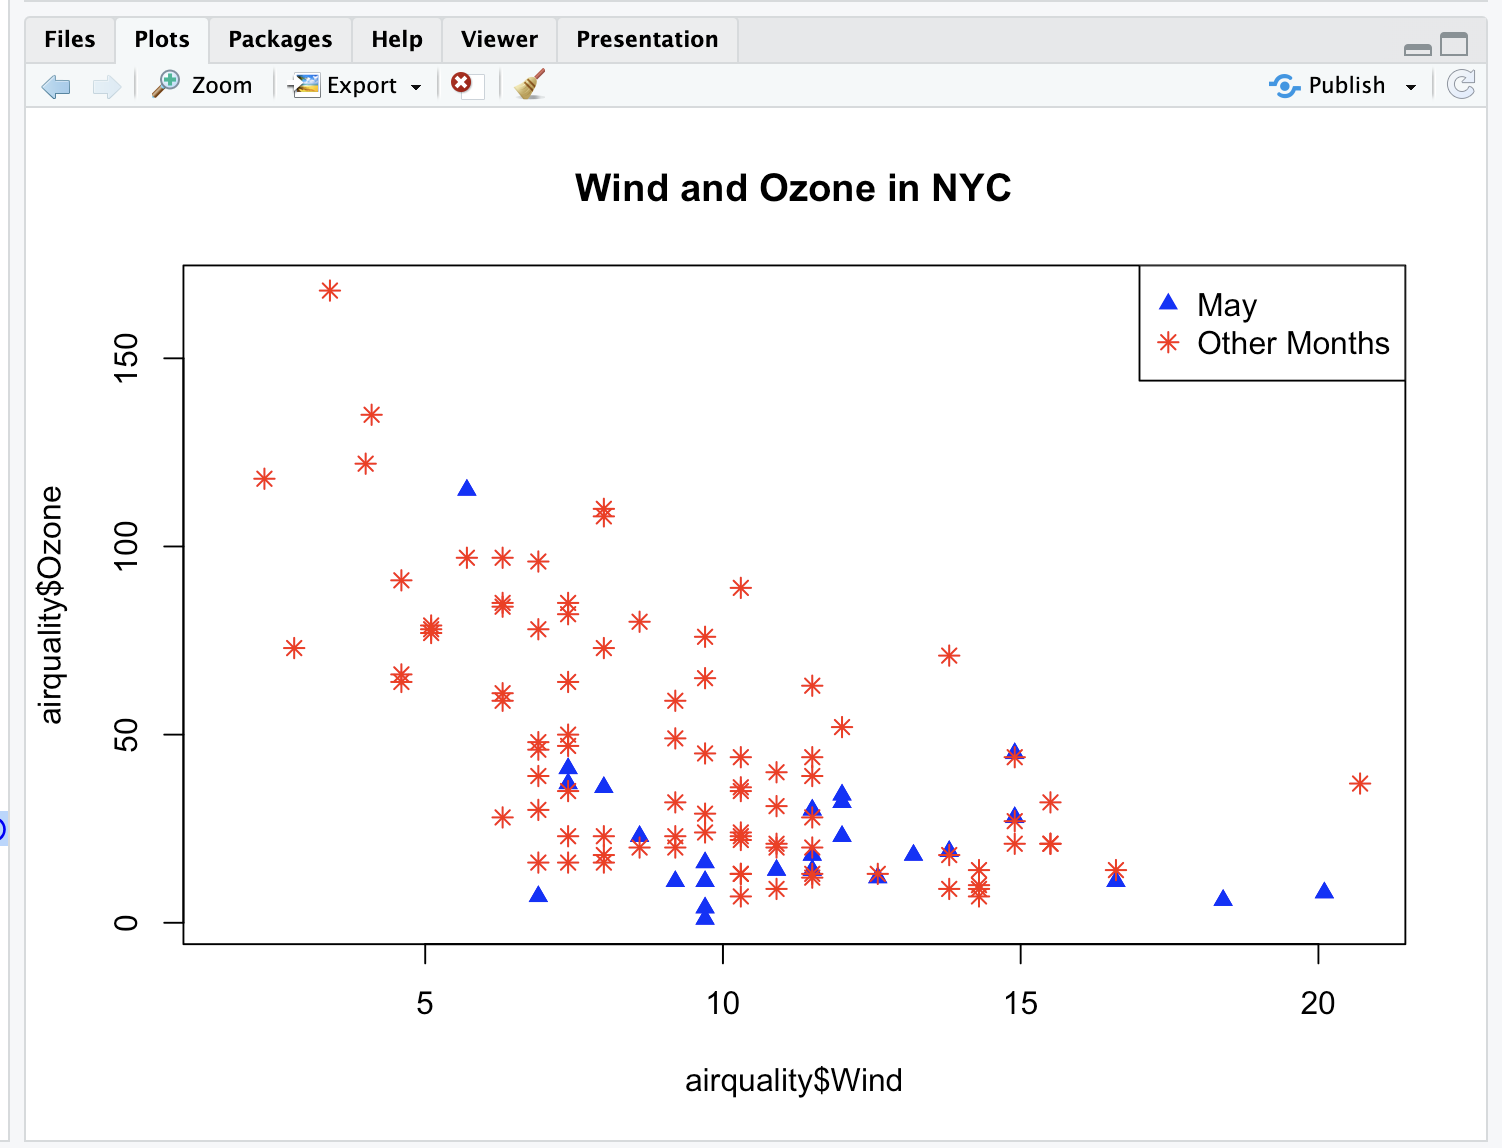 Files Plots Packages Help Viewer Presentation
Zoom Export Publish
Wind and Ozone in NYC
May
Other Months
150
100
50
0
airquality$Ozone
5 10 15 20
airquality$Wind